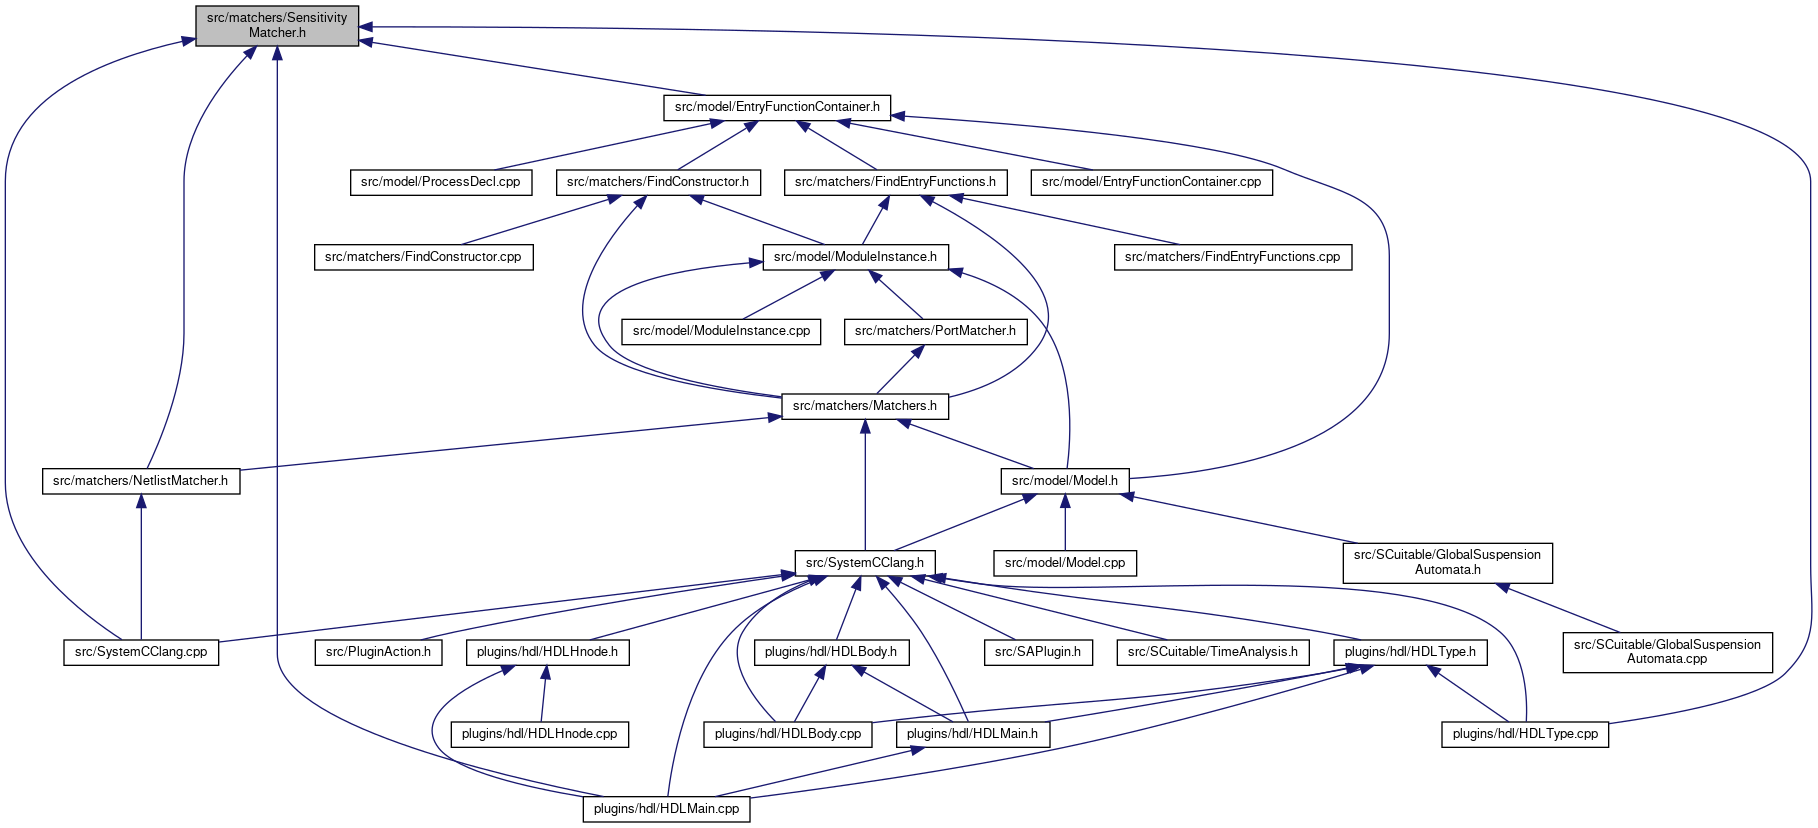 src/matchers/Sensitivity
Matcher.h
src/model/EntryFunctionContainer.h
src/model/ProcessDecl.cpp
src/matchers/FindConstructor.h
src/matchers/FindEntryFunctions.h
src/model/EntryFunctionContainer.cpp
src/matchers/FindConstructor.cpp
src/model/ModuleInstance.h
src/matchers/FindEntryFunctions.cpp
src/model/ModuleInstance.cpp
src/matchers/PortMatcher.h
src/matchers/Matchers.h
src/matchers/NetlistMatcher.h
src/model/Model.h
src/SystemCClang.h
src/model/Model.cpp
src/SCuitable/GlobalSuspension
Automata.h
src/SystemCClang.cpp
src/PluginAction.h
plugins/hdl/HDLHnode.h
plugins/hdl/HDLBody.h
src/SAPlugin.h
src/SCuitable/TimeAnalysis.h
plugins/hdl/HDLType.h
src/SCuitable/GlobalSuspension
Automata.cpp
plugins/hdl/HDLHnode.cpp
plugins/hdl/HDLBody.cpp
plugins/hdl/HDLMain.h
plugins/hdl/HDLType.cpp
plugins/hdl/HDLMain.cpp